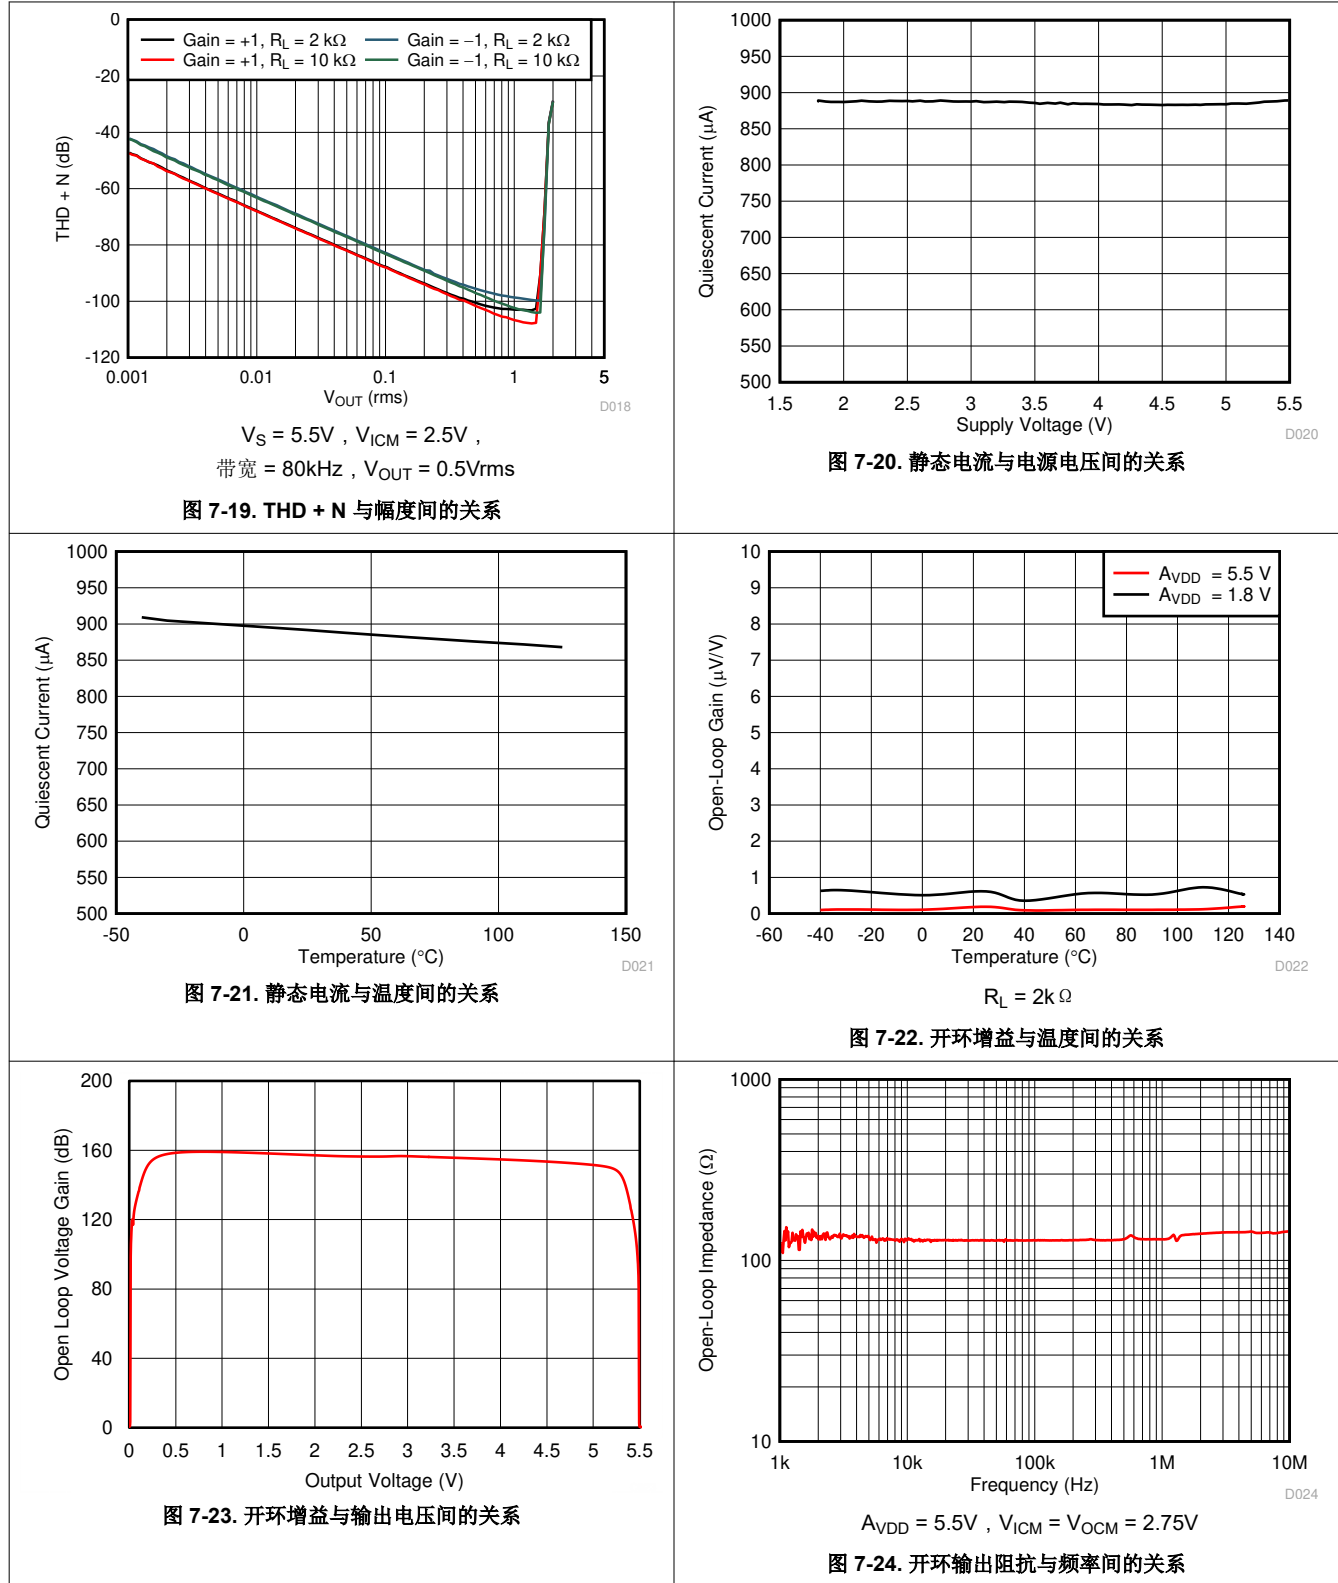 0
-20
-40
-60
-80
-100
-120
THD + N (dB)
Gain = +1, RL = 2 kΩ
Gain = −1, RL = 2 kΩ
Gain = +1, RL = 10 kΩ
Gain = −1, RL = 10 kΩ
0.001 0.01 0.1 1 5
VOUT (rms)
D018
VS = 5.5V , VICM = 2.5V ,
带宽 = 80kHz , VOUT = 0.5Vrms
图 7-19. THD + N 与幅度间的关系
1000
950
900
850
800
750
700
650
600
550
500
Quiescent Current (μA)
1.5 2 2.5 3 3.5 4 4.5 5 5.5
Supply Voltage (V)
D020
图 7-20. 静态电流与电源电压间的关系
1000
950
900
850
800
750
700
650
600
550
500
Quiescent Current (μA)
-50 0 50 100 150
Temperature (°C)
D021
图 7-21. 静态电流与温度间的关系
10
9
8
7
6
5
4
3
2
1
0
Open-Loop Gain (μV/V)
AVDD = 5.5 V
AVDD = 1.8 V
-60 -40 -20 0 20 40 60 80 100 120 140
Temperature (°C)
D022
RL = 2k Ω
图 7-22. 开环增益与温度间的关系
200
160
120
80
40
0
Open Loop Voltage Gain (dB)
0 0.5 1 1.5 2 2.5 3 3.5 4 4.5 5 5.5
Output Voltage (V)
图 7-23. 开环增益与输出电压间的关系
1000
100
10
Open-Loop Impedance (Ω)
1k 10k 100k 1M 10M
Frequency (Hz)
D024
AVDD = 5.5V , VICM = VOCM = 2.75V
图 7-24. 开环输出阻抗与频率间的关系